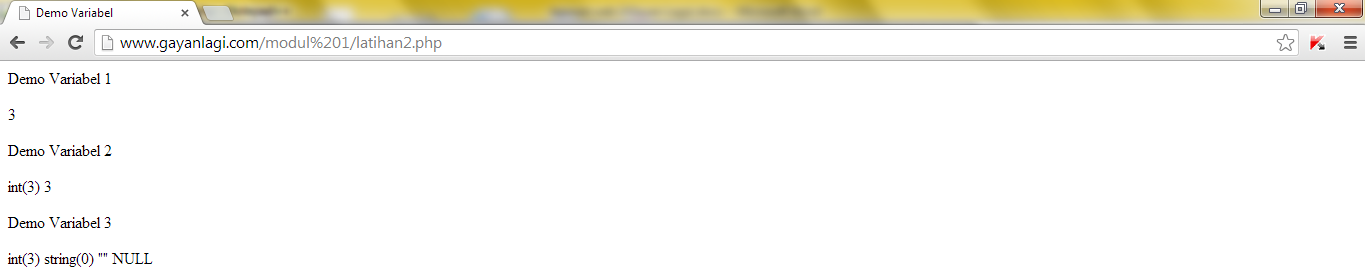 Demo Variabel
www.gayanlagi.com/modul%201/latihan2.php
Demo Variabel 1
3
Demo Variabel 2
int(3) 3
Demo Variabel 3
int(3) string(0) "" NULL